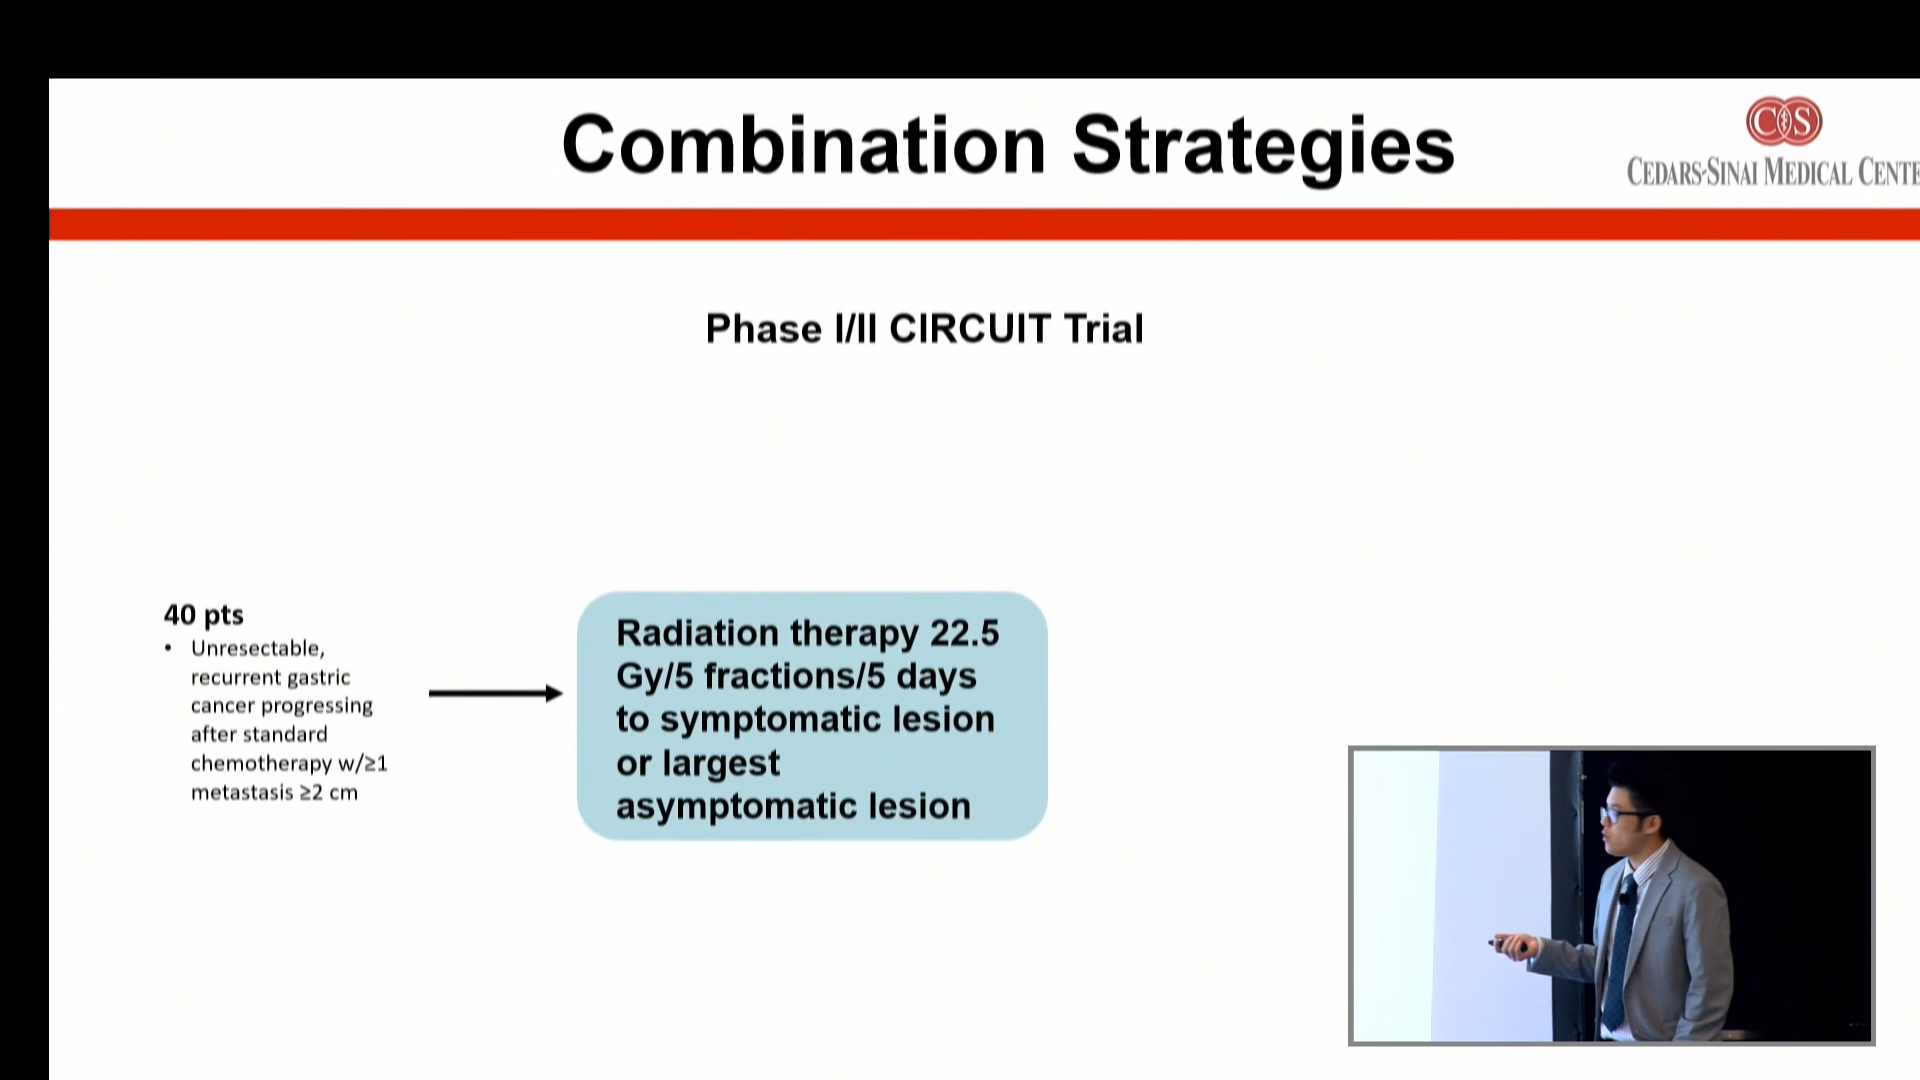 Combination Strategies
CS
CEDARS-SINAI MEDICAL CENTE
Phase I/II CIRCUIT Trial
40 pts
• Unresectable,
recurrent gastric
cancer progressing
after standard
chemotherapy w/≥1
metastasis ≥2 cm
Radiation therapy 22.5
Gy/5 fractions/5 days
to symptomatic lesion
or largest
asymptomatic lesion